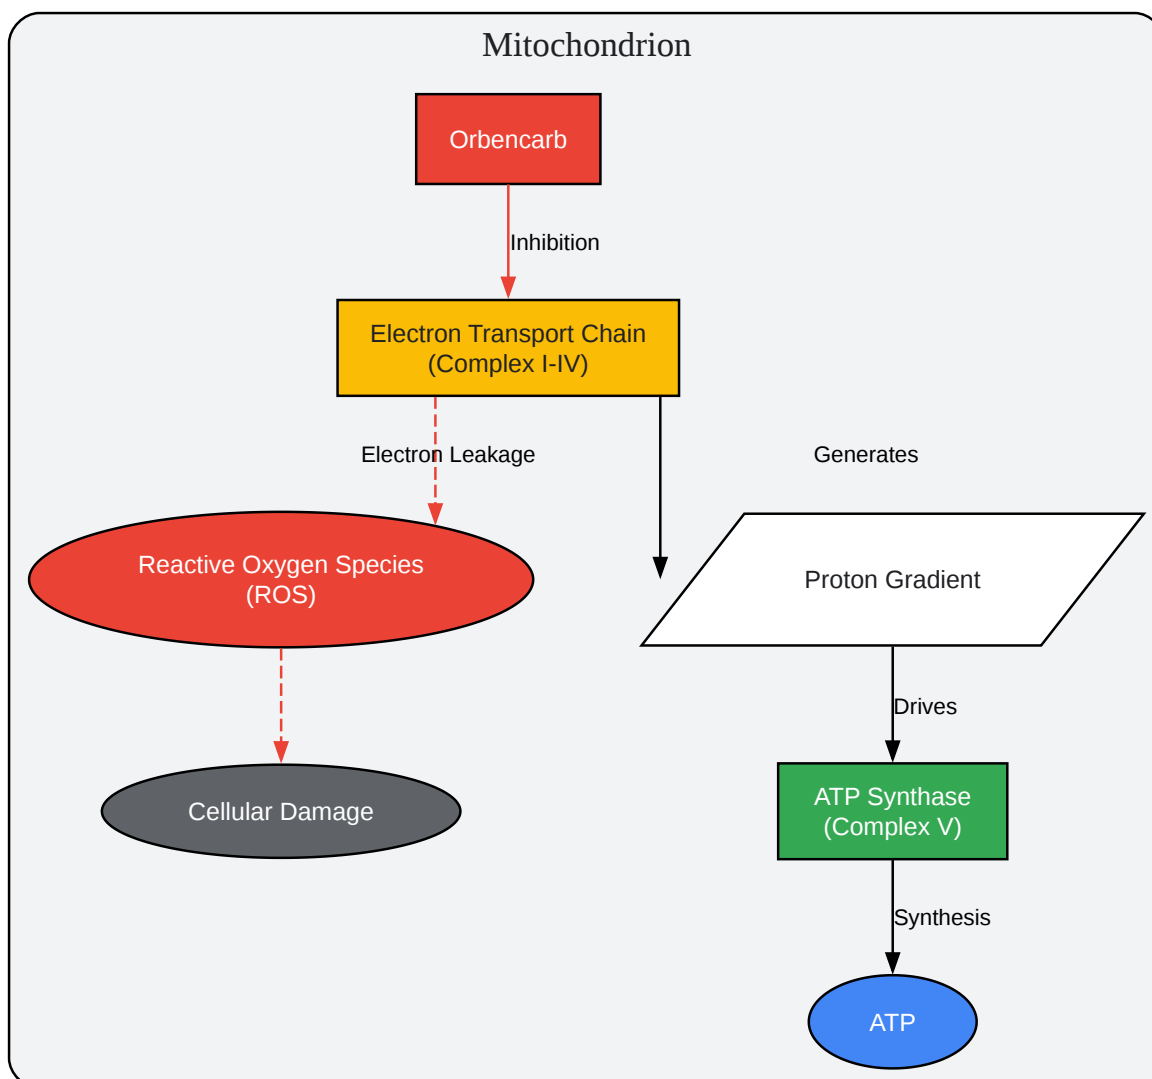 Mitochondrion
Orbencarb
Inhibition
Electron Transport Chain
(Complex I-IV)
Electron Leakage
Generates
Reactive Oxygen Species
(ROS)
Proton Gradient
Drives
Cellular Damage
ATP Synthase
(Complex V)
Synthesis
ATP